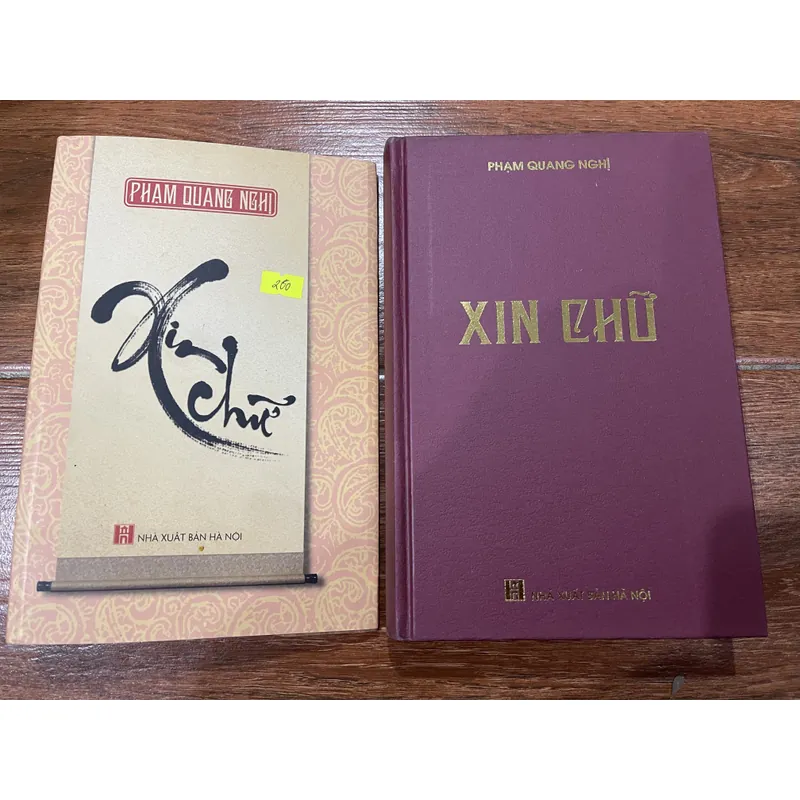 PHẠM QUANG NGHỊ
260
Xin
chữ
NHÀ XUẤT BẢN HÀ NỘI
PHẠM QUANG NGHỊ
XIN CHỮ
NHÀ XUẤT BẢN HÀ NỘI